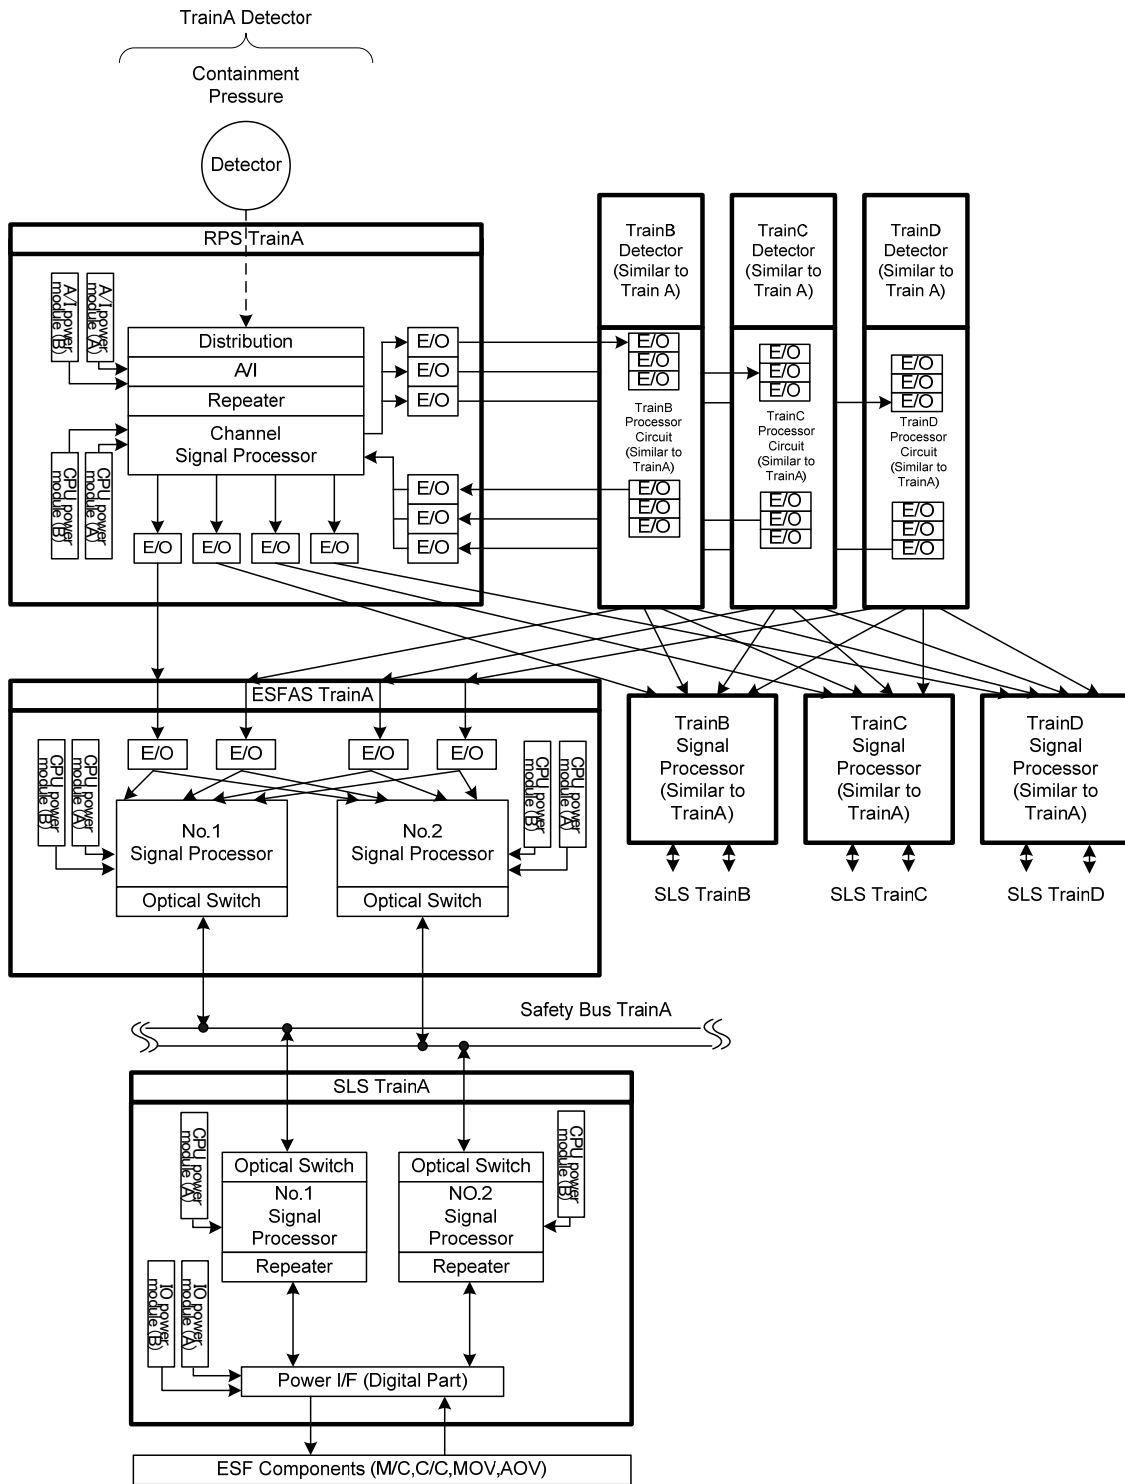 TrainA Detector
Containment
Pressure
Detector
RPS TrainA
A/I power
module (B)
A/I power
module (A)
Distribution
A/I
Repeater
Channel
Signal Processor
CPU power
module (B)
CPU power
module (A)
E/O
E/O
E/O
E/O
E/O
E/O
E/O
E/O
E/O
E/O
TrainB
Detector
(Similar to
Train A)
E/O
E/O
E/O
TrainB
Processor
Circuit
(Similar to
TrainA)
E/O
E/O
E/O
TrainC
Detector
(Similar to
Train A)
E/O
E/O
E/O
TrainC
Processor
Circuit
(Similar to
TrainA)
E/O
E/O
E/O
TrainD
Detector
(Similar to
Train A)
E/O
E/O
E/O
TrainD
Processor
Circuit
(Similar to
TrainA)
E/O
E/O
E/O
ESFAS TrainA
E/O
E/O
E/O
E/O
CPU power
module (B)
CPU power
module (A)
No.1
Signal Processor
Optical Switch
No.2
Signal Processor
Optical Switch
CPU power
module (B)
CPU power
module (A)
TrainB
Signal
Processor
(Similar to
TrainA)
SLS TrainB
TrainC
Signal
Processor
(Similar to
TrainA)
SLS TrainC
TrainD
Signal
Processor
(Similar to
TrainA)
SLS TrainD
Safety Bus TrainA
SLS TrainA
CPU power
module (A)
Optical Switch
No.1
Signal
Processor
Repeater
Optical Switch
NO.2
Signal
Processor
Repeater
CPU power
module (B)
IO power
module (B)
IO power
module (A)
Power I/F (Digital Part)
ESF Components (M/C,C/C,MOV,AOV)